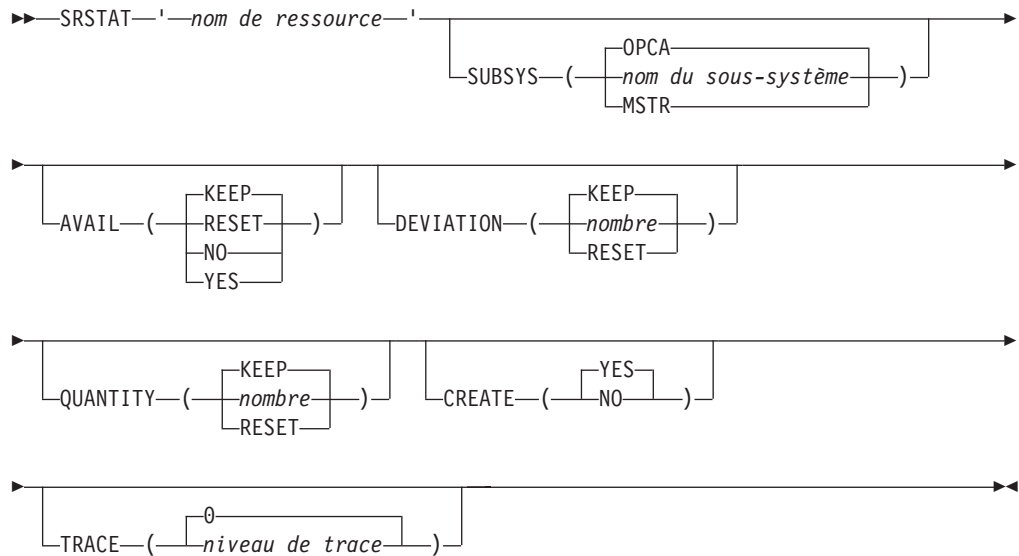 SRSTAT ' nom de ressource '
OPCA
SUBSYS ( nom du sous-système )
MSTR
KEEP KEEP
AVAIL ( RESET ) DEVIATION ( nombre )
NO RESET
YES
KEEP YES
QUANTITY ( nombre ) CREATE ( NO )
RESET
0
TRACE ( niveau de trace )